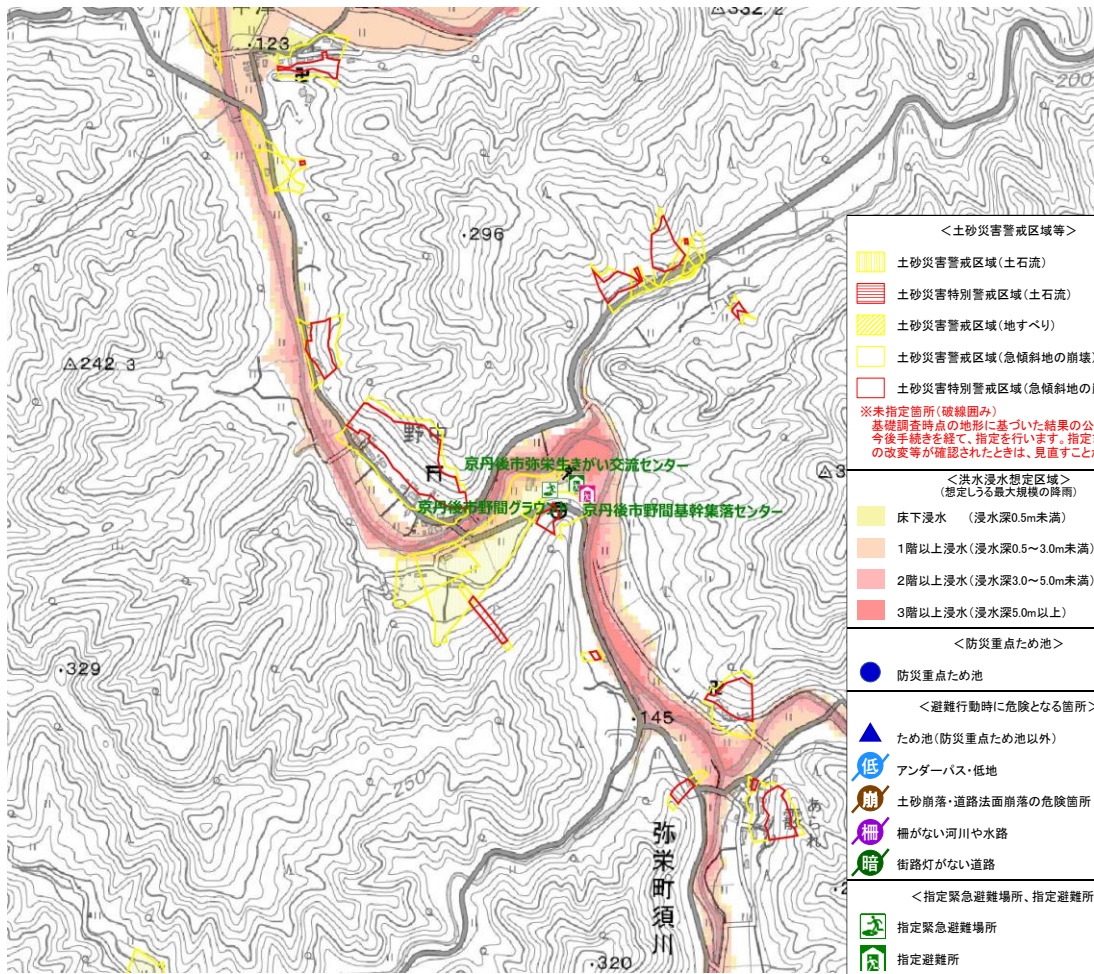 332.2
・123
200
・296
242 3
野中
京丹後市弥栄生きがい交流センター
京丹後市野間グラウンド
京丹後市野間基幹集落センター
・329
・145
250
あられ
弥栄町須川
・320
＜土砂災害警戒区域等＞
土砂災害警戒区域（土石流）
土砂災害特別警戒区域（土石流）
土砂災害警戒区域（地すべり）
土砂災害警戒区域（急傾斜地の崩壊）
土砂災害特別警戒区域（急傾斜地の
※未指定箇所（破線囲み）
基礎調査時点の地形に基づいた結果の公
今後手続きを経て、指定を行います。指定
の改変等が確認されたときは、見直すことが
＜洪水浸水想定区域＞
（想定しうる最大規模の降雨）
床下浸水　（浸水深0.5m未満）
1階以上浸水（浸水深0.5～3.0m未満）
2階以上浸水（浸水深3.0～5.0m未満）
3階以上浸水（浸水深5.0m以上）
＜防災重点ため池＞
防災重点ため池
＜避難行動時に危険となる箇所＞
ため池（防災重点ため池以外）
低 アンダーパス・低地
崩 土砂崩落・道路法面崩落の危険箇所
柵 柵がない河川や水路
暗 街路灯がない道路
＜指定緊急避難場所、指定避難所
指定緊急避難場所
指定避難所